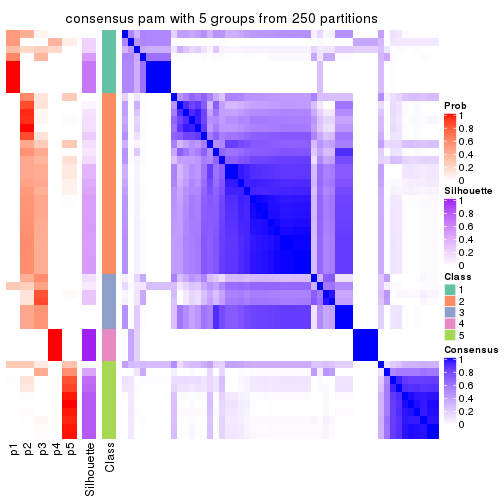 consensus pam with 5 groups from 250 partitions
Prob
1
0.8
0.6
0.4
0.2
0
Silhouette
1
0.8
0.6
0.4
0.2
0
Class
1
2
3
4
5
Consensus
1
0.8
0.6
0.4
0.2
0
p1
p2
p3
p4
p5
Silhouette
Class